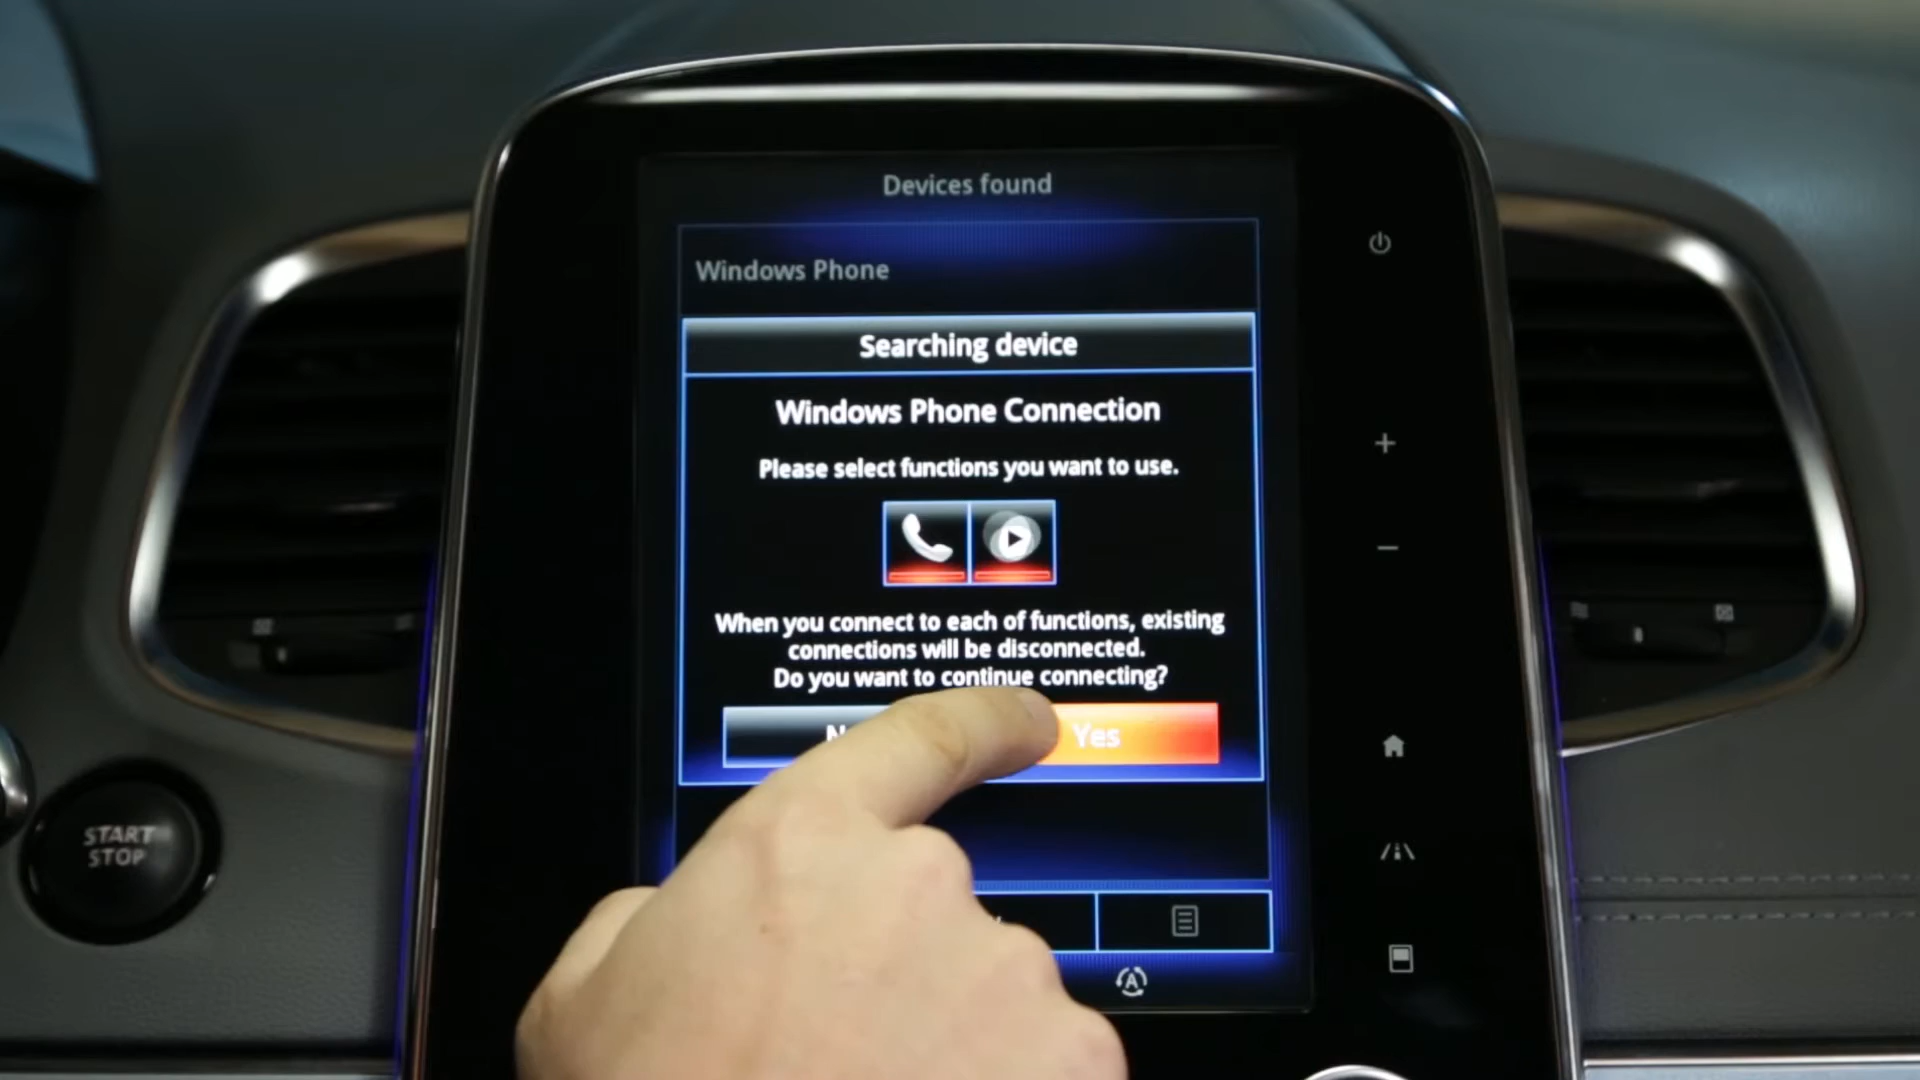 Devices found
Windows Phone
Searching device
Windows Phone Connection
Please select functions you want to use.
When you connect to each of functions, existing
connections will be disconnected.
Do you want to continue connecting?
Yes
START
STOP
A